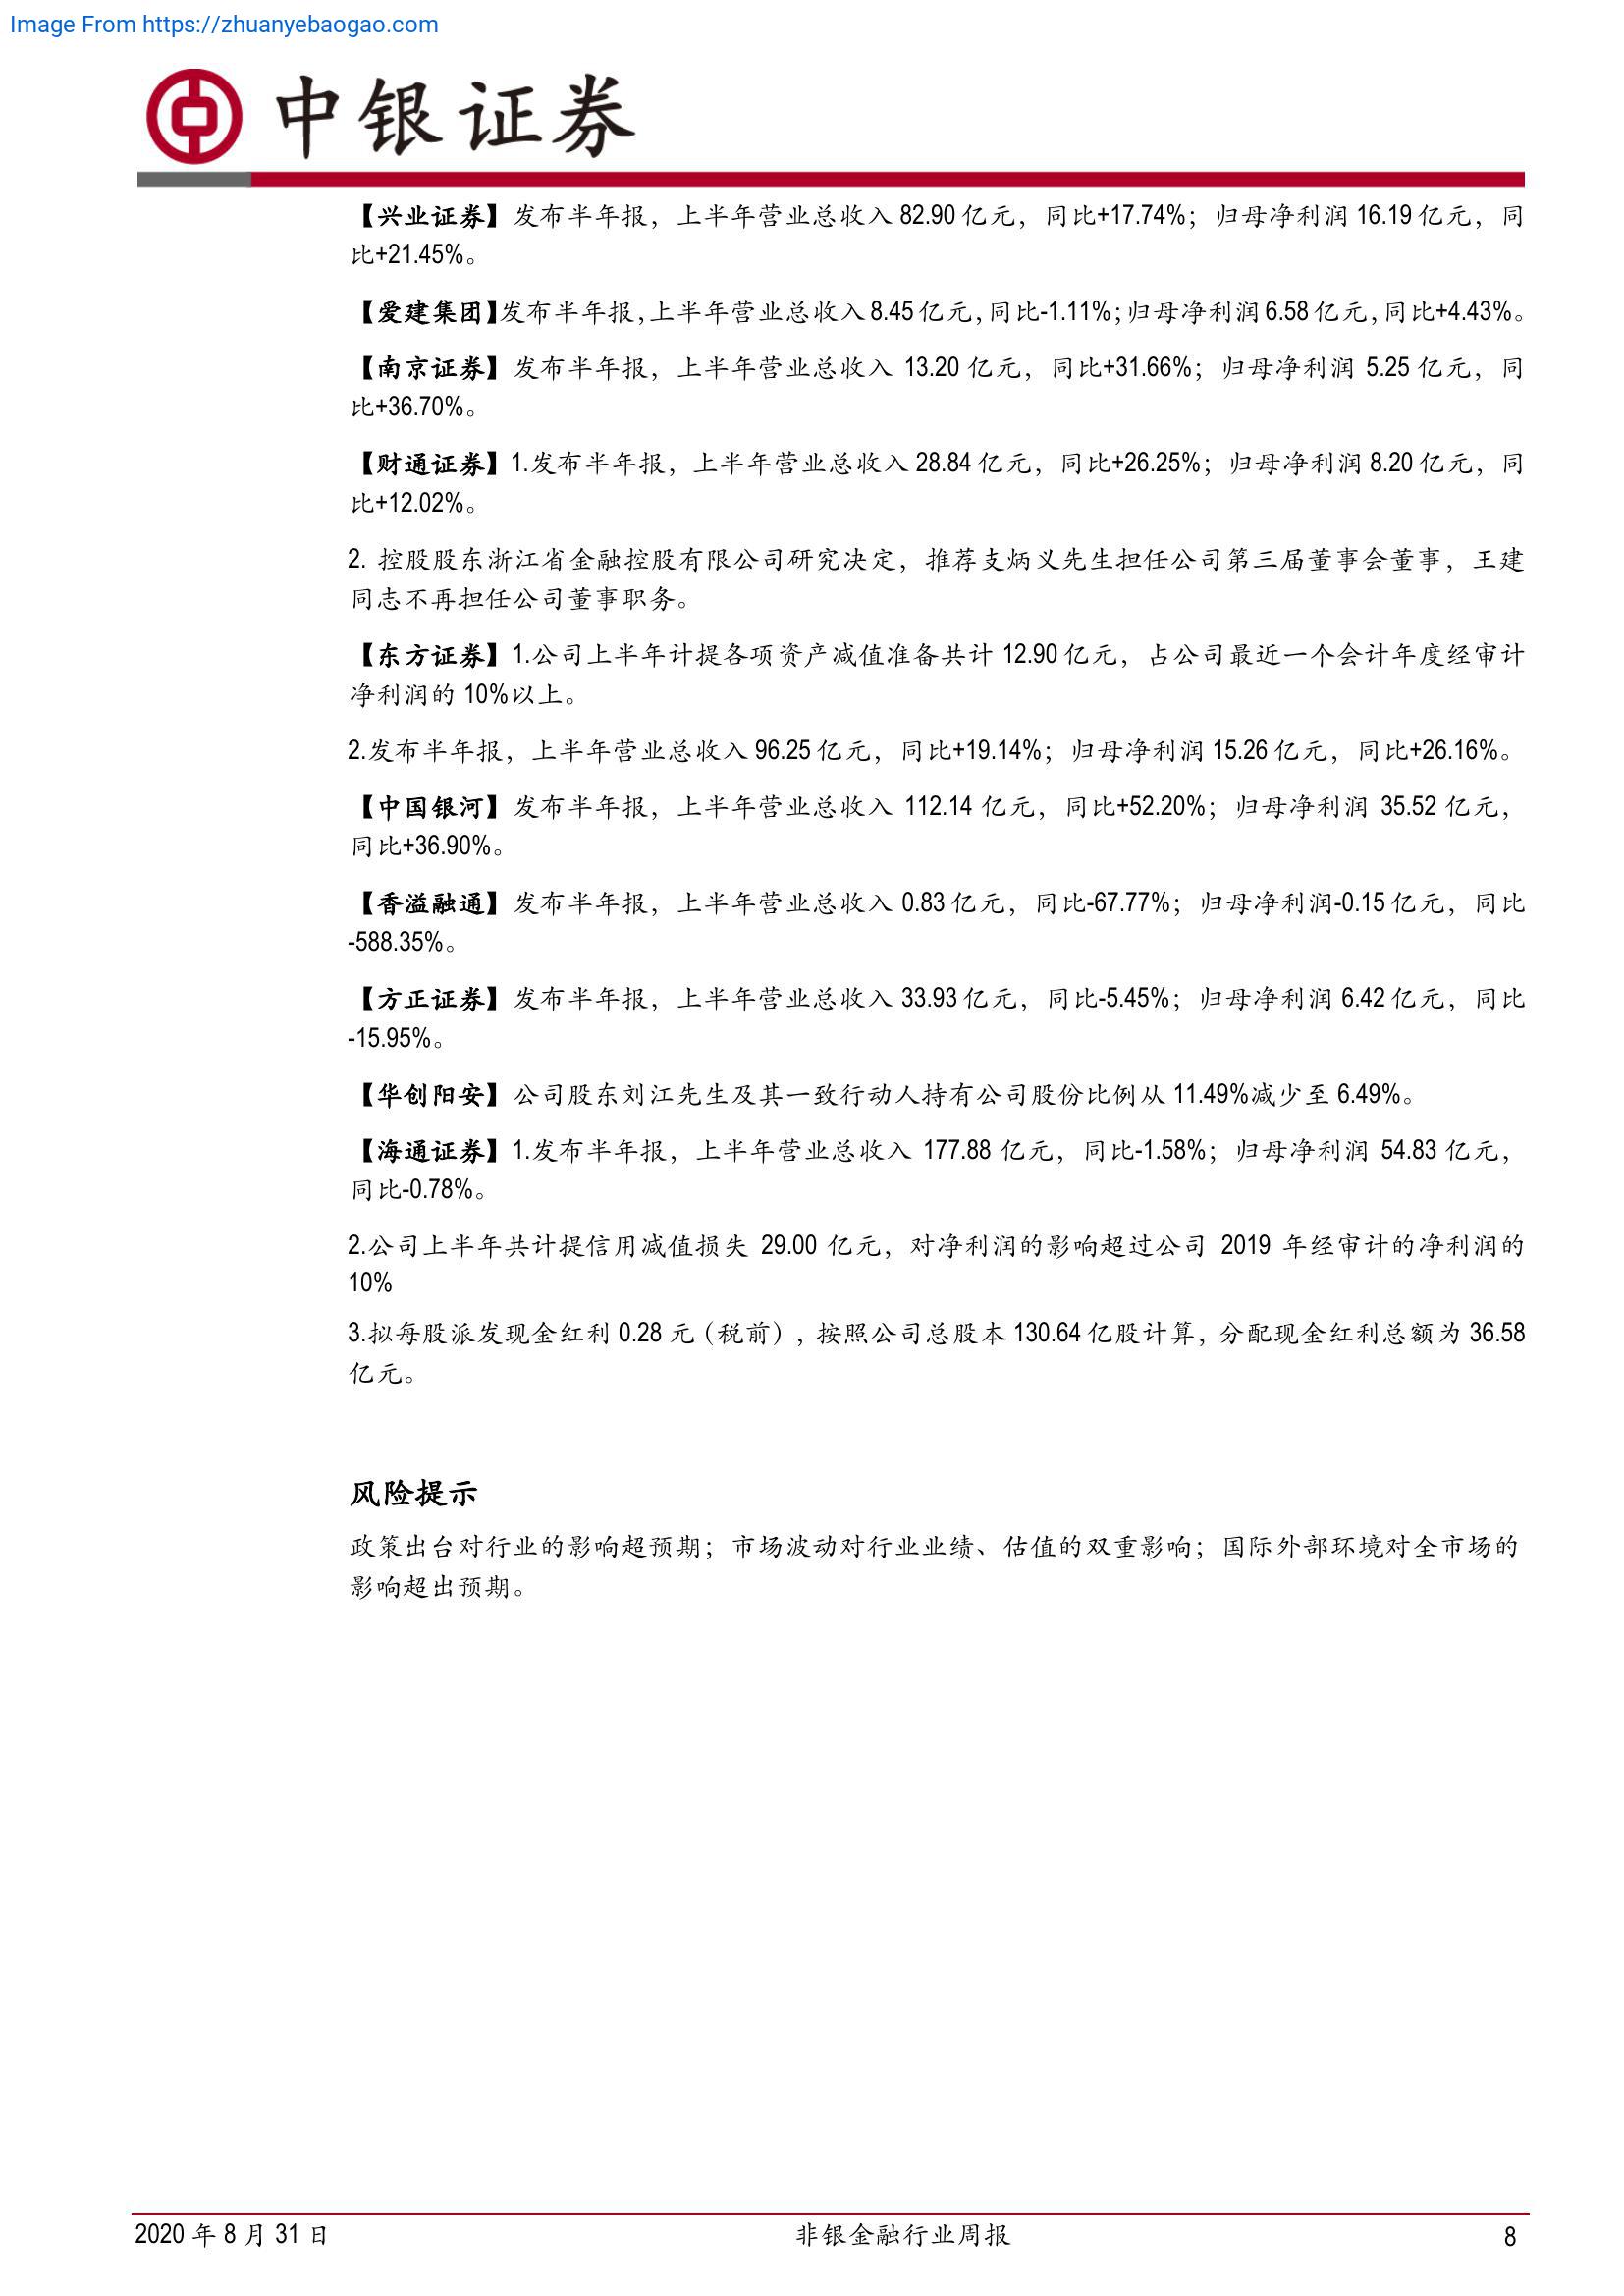 Image From https://zhuanyebaogao.com
中银证券
【兴业证券】发布半年报，上半年营业总收入 82.90 亿元，同比+17.74%；归母净利润 16.19 亿元，同
比+21.45%。
【爱建集团】发布半年报，上半年营业总收入 8.45 亿元，同比-1.11%；归母净利润 6.58 亿元，同比+4.43%。
【南京证券】发布半年报，上半年营业总收入 13.20 亿元，同比+31.66%；归母净利润 5.25 亿元，同
比+36.70%。
【财通证券】1.发布半年报，上半年营业总收入 28.84 亿元，同比+26.25%；归母净利润 8.20 亿元，同
比+12.02%。
2. 控股股东浙江省金融控股有限公司研究决定，推荐支炳义先生担任公司第三届董事会董事，王建
同志不再担任公司董事职务。
【东方证券】1.公司上半年计提各项资产减值准备共计 12.90 亿元，占公司最近一个会计年度经审计
净利润的 10%以上。
2.发布半年报，上半年营业总收入 96.25 亿元，同比+19.14%；归母净利润 15.26 亿元，同比+26.16%。
【中国银河】发布半年报，上半年营业总收入 112.14 亿元，同比+52.20%；归母净利润 35.52 亿元，
同比+36.90%。
【香溢融通】发布半年报，上半年营业总收入 0.83 亿元，同比-67.77%；归母净利润-0.15 亿元，同比
-588.35%。
【方正证券】发布半年报，上半年营业总收入 33.93 亿元，同比-5.45%；归母净利润 6.42 亿元，同比
-15.95%。
【华创阳安】公司股东刘江先生及其一致行动人持有公司股份比例从 11.49%减少至 6.49%。
【海通证券】1.发布半年报，上半年营业总收入 177.88 亿元，同比-1.58%；归母净利润 54.83 亿元，
同比-0.78%。
2.公司上半年共计提信用减值损失 29.00 亿元，对净利润的影响超过公司 2019 年经审计的净利润的
10%
3.拟每股派发现金红利 0.28 元（税前），按照公司总股本 130.64 亿股计算，分配现金红利总额为 36.58
亿元。
风险提示
政策出台对行业的影响超预期；市场波动对行业业绩、估值的双重影响；国际外部环境对全市场的
影响超出预期。
2020 年 8 月 31 日
非银金融行业周报
8